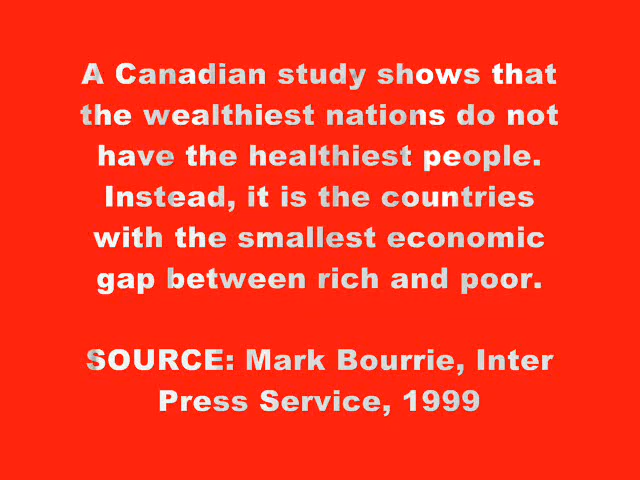 A Canadian study shows that
the wealthiest nations do not
have the healthiest people.
Instead, it is the countries
with the smallest economic
gap between rich and poor.
SOURCE: Mark Bourrie, Inter
Press Service, 1999